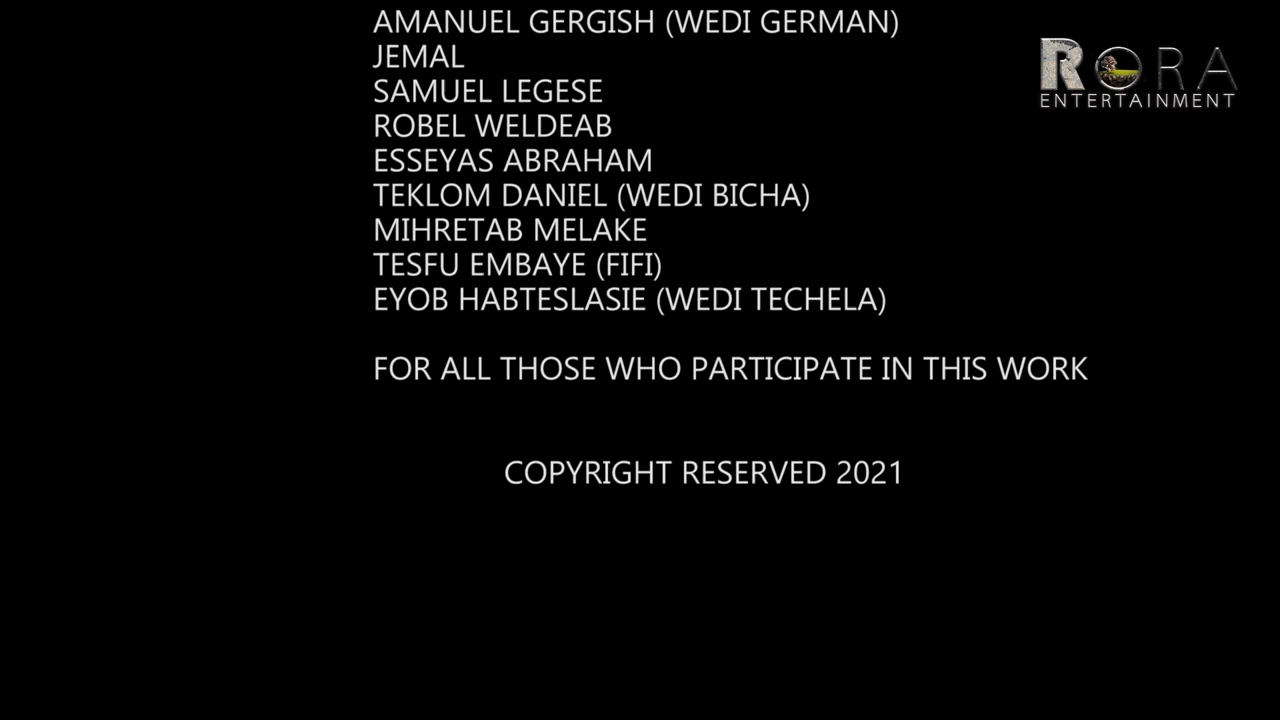 AMANUEL GERGISH (WEDI GERMAN)
JEMAL
SAMUEL LEGESE
ROBEL WELDEAB
ESSEYAS ABRAHAM
TEKLOM DANIEL (WEDI BICHA)
MIHRETAB MELAKE
TESFU EMBAYE (FIFI)
EYOB HABTESLASIE (WEDI TECHELA)
FOR ALL THOSE WHO PARTICIPATE IN THIS WORK
COPYRIGHT RESERVED 2021
RORA
ENTERTAINMENT